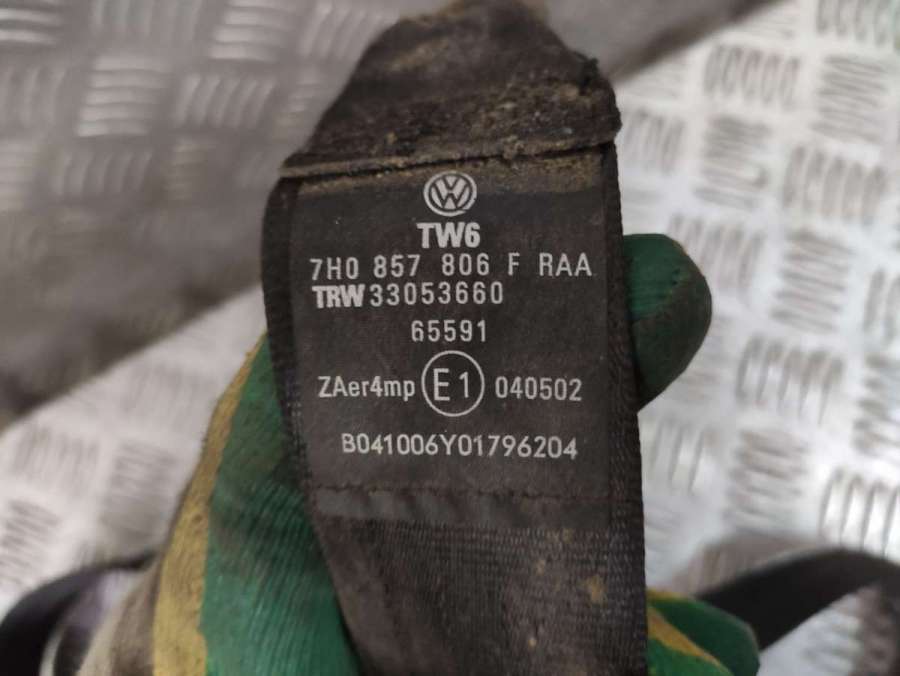 TW6
7H0 857 806 F RAA
TRW 33053660
65591
ZAer4mp E1 040502
B041006Y01796204